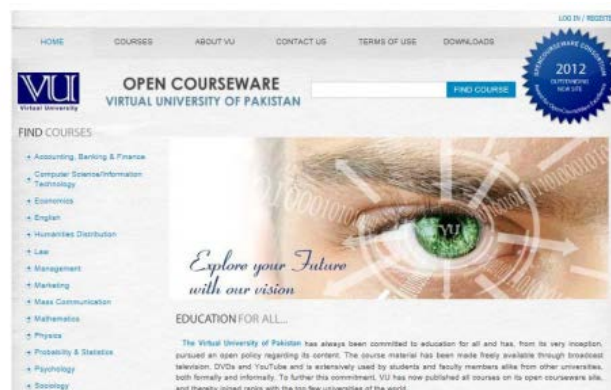 LOG IN / REGISTE
HOME COURSES ABOUT VU CONTACT US TERMS OF USE DOWNLOADS
OPENCOURSEWARE CONSORTIUM
2012
OUTSTANDING
NEW SITE
VU
Virtual University
OPEN COURSEWARE
VIRTUAL UNIVERSITY OF PAKISTAN
FIND COURSE
FIND COURSES
Accounting, Banking & Finance
Computer Science/Information
Technology
Economics
English
Humanities Distribution
Law
Management
Marketing
Mass Communication
Mathematics
Physics
Probability & Statistics
Psychology
Sociology
VU
Explore your Future
with our vision
EDUCATION FOR ALL...
The Virtual University of Pakistan has always been committed to education for all and has, from its very inception,
pursued an open policy regarding its content. The course material has been made freely available through broadcast
television, DVDs and YouTube and is extensively used by students and faculty members alike from other universities,
both formally and informally. To further this commitment, VU has now published all courses on its open courseware site,
and thereby joined ranks with the top few universities of the world.